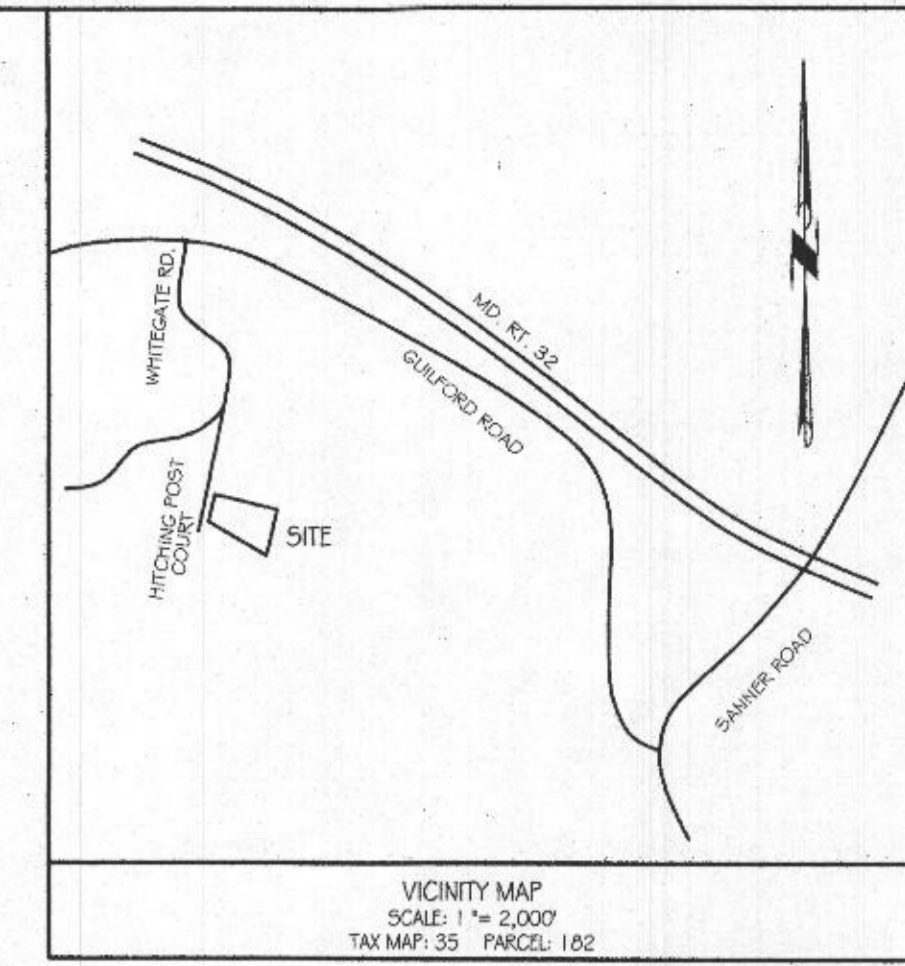 MD. RT. 32
WHITEGATE RD.
GUILFORD ROAD
HITCHING POST
COURT
SITE
SANNER ROAD
VICINITY MAP
SCALE: 1 "= 2,000'
TAX MAP: 35 PARCEL: 182